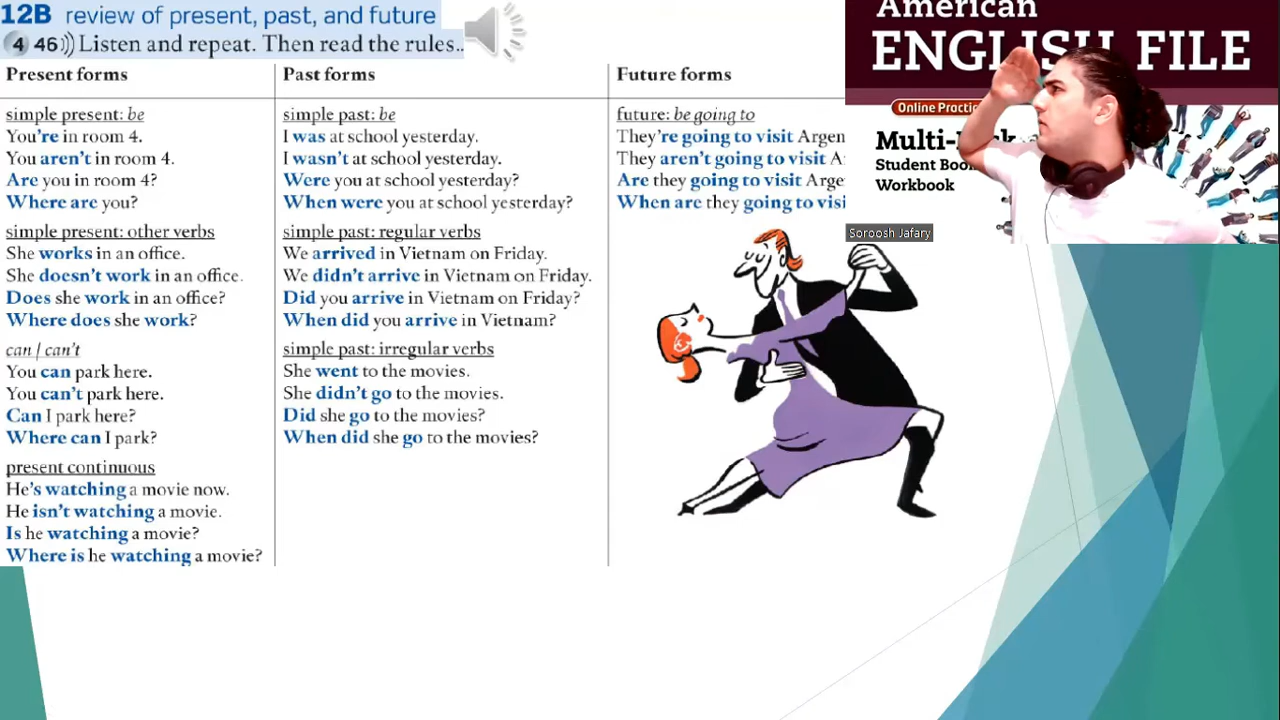 12B review of present, past, and future
4 46 Listen and repeat. Then read the rules..
Present forms
simple present: be
You're in room 4.
You aren't in room 4.
Are you in room 4?
Where are you?
simple present: other verbs
She works in an office.
She doesn't work in an office.
Does she work in an office?
Where does she work?
can / can't
You can park here.
You can't park here.
Can I park here?
Where can I park?
present continuous
He's watching a movie now.
He isn't watching a movie.
Is he watching a movie?
Where is he watching a movie?
Past forms
simple past: be
I was at school yesterday.
I wasn't at school yesterday.
Were you at school yesterday?
When were you at school yesterday?
simple past: regular verbs
We arrived in Vietnam on Friday.
We didn't arrive in Vietnam on Friday.
Did you arrive in Vietnam on Friday?
When did you arrive in Vietnam?
simple past: irregular verbs
She went to the movies.
She didn't go to the movies.
Did she go to the movies?
When did she go to the movies?
Future forms
future: be going to
They're going to visit
They aren't going to visit
Are they going to visit
When are they going to
American
ENGLISH FILE
Online
Student
Workbook
Soroosh Jafary